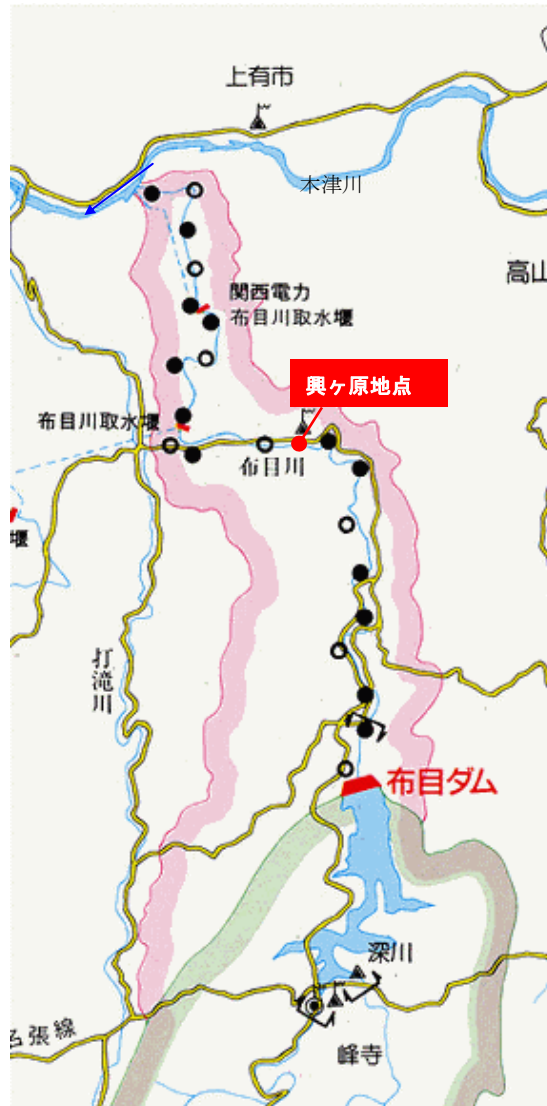 上有市
木津川
高山
関西電力
布目川取水堰
興ヶ原地点
布目川取水堰
布目川
堰
打滝川
布目ダム
深川
名張線
峰寺